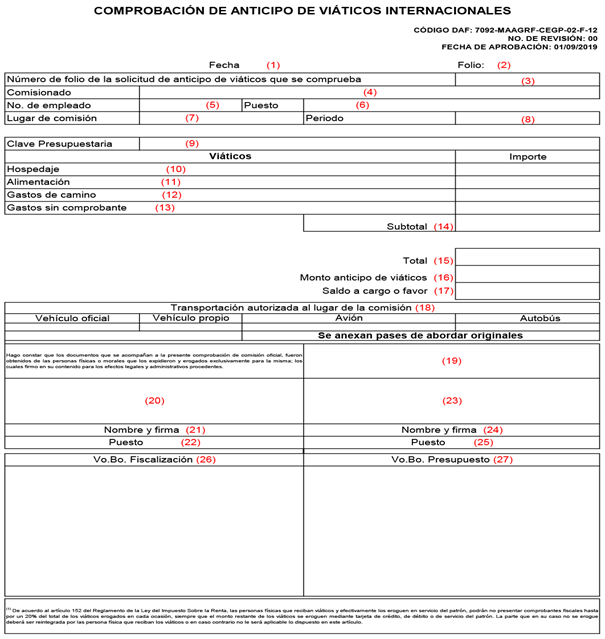 COMPROBACIÓN DE ANTICIPO DE VIÁTICOS INTERNACIONALES
CÓDIGO DAF: 7092-MAAGRF-CEGP-02-F-12
NO. DE REVISIÓN: 00
FECHA DE APROBACIÓN: 01/09/2019
Fecha (1) Folio: (2)
Número de folio de la solicitud de anticipo de viáticos que se comprueba (3)
Comisionado (4)
No. de empleado (5) Puesto (6)
Lugar de comisión (7) Periodo (8)
Clave Presupuestaria (9)
Viáticos Importe
Hospedaje (10)
Alimentación (11)
Gastos de camino (12)
Gastos sin comprobante (13)
Subtotal (14)
Total (15)
Monto anticipo de viáticos (16)
Saldo a cargo o favor (17)
Transportación autorizada al lugar de la comisión (18)
Vehículo oficial Vehículo propio Avión Autobús
Se anexan pases de abordar originales
Hago constar que los documentos que se acompañan a la presente comprobación de comisión oficial, fueron
obtenidos de las personas físicas o morales que los expidieron y erogados exclusivamente para la misma; los
cuales firmo en su contenido para los efectos legales y administrativos procedentes.
(19)
(20) (23)
Nombre y firma (21) Nombre y firma (24)
Puesto (22) Puesto (25)
Vo.Bo. Fiscalización (26) Vo.Bo. Presupuesto (27)
(1) De acuerdo al artículo 152 del Reglamento de la Ley del Impuesto Sobre la Renta, las personas físicas que reciban viáticos y efectivamente los eroguen en servicio del patrón, podrán no presentar comprobantes fiscales hasta
por un 20% del total de los viáticos erogados en cada ocasión, siempre que el monto restante de los viáticos se eroguen mediante tarjeta de crédito, de débito o de servicio del patrón. La parte que en su caso no se erogue
deberá ser reintegrada por la persona física que reciban los viáticos o en caso contrario no le será aplicable lo dispuesto en este artículo.